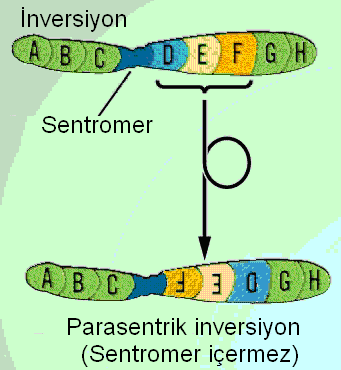 İnversiyon
A B C D E F G H
Sentromer
A B C F E D G H
Parasentrik inversiyon
(Sentromer içermez)